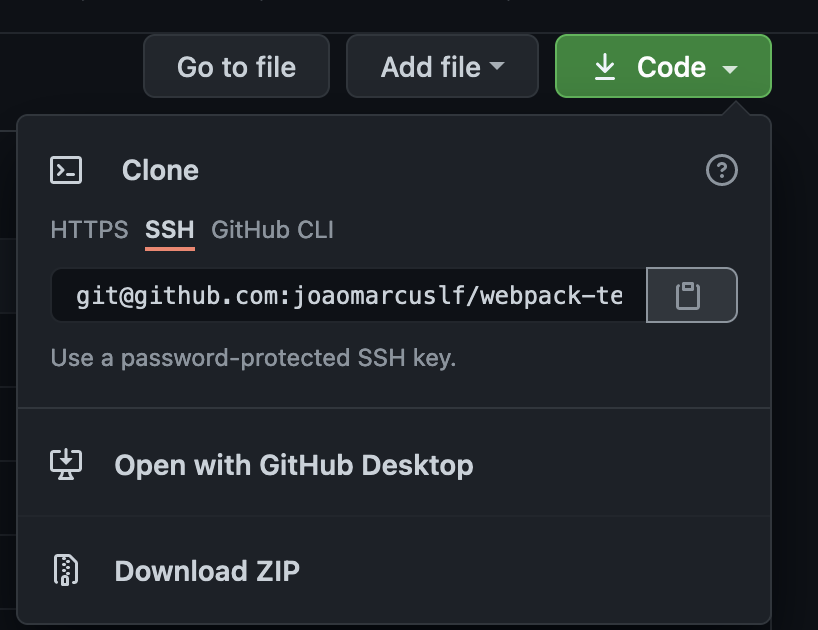 Go to file Add file Code
Clone
HTTPS SSH GitHub CLI
git@github.com:joaomarcuslf/webpack-te
Use a password-protected SSH key.
Open with GitHub Desktop
Download ZIP